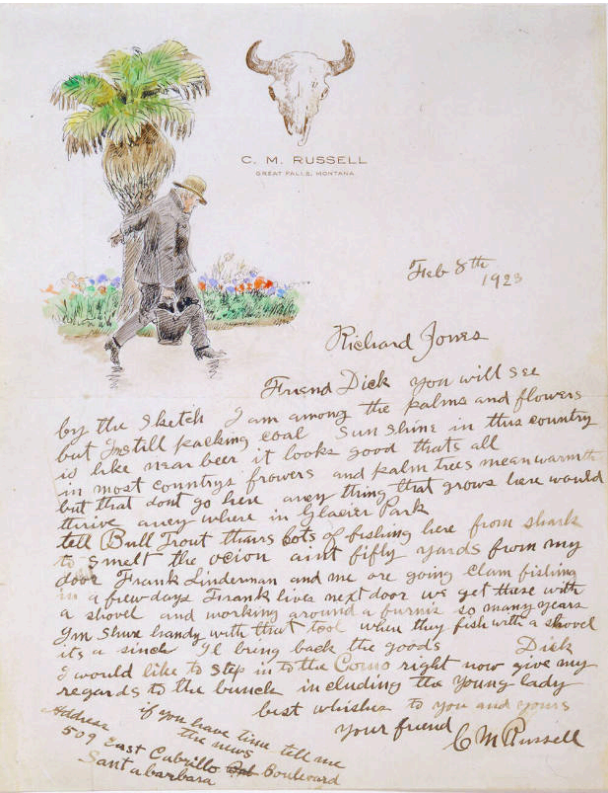 C. M. RUSSELL
GREAT FALLS, MONTANA
Feb 8th
1923
Richard Jones
Friend Dick you will see
by the sketch I am among the palms and flowers
but Im still packing coal Sun shine in this country
is like near beer it looks good thats all
in most countrys frowers and palm trees mean warmth
but that dont go here aney thing that grows here would
thrive aney where in Glacier Park
tell Bull Trout thairs lots of fishing here from shark
to smelt the ocion aint fifty yards from my
door Frank Linderman and me are going clam fishing
in a few days Frank lives next door we get these with
a shovel and working around a furnis so many years
Im shure handy with that tool when they fish with a shovel
its a sinch Il bring back the goods Dick
I would like to step in to the Como right now give my
regards to the bunch including the young lady
best whishes to you and yours
your friend
C M Russell
if you have time tell me
the news
Address
509 East Cabrillo Boulevard
Santa barbara